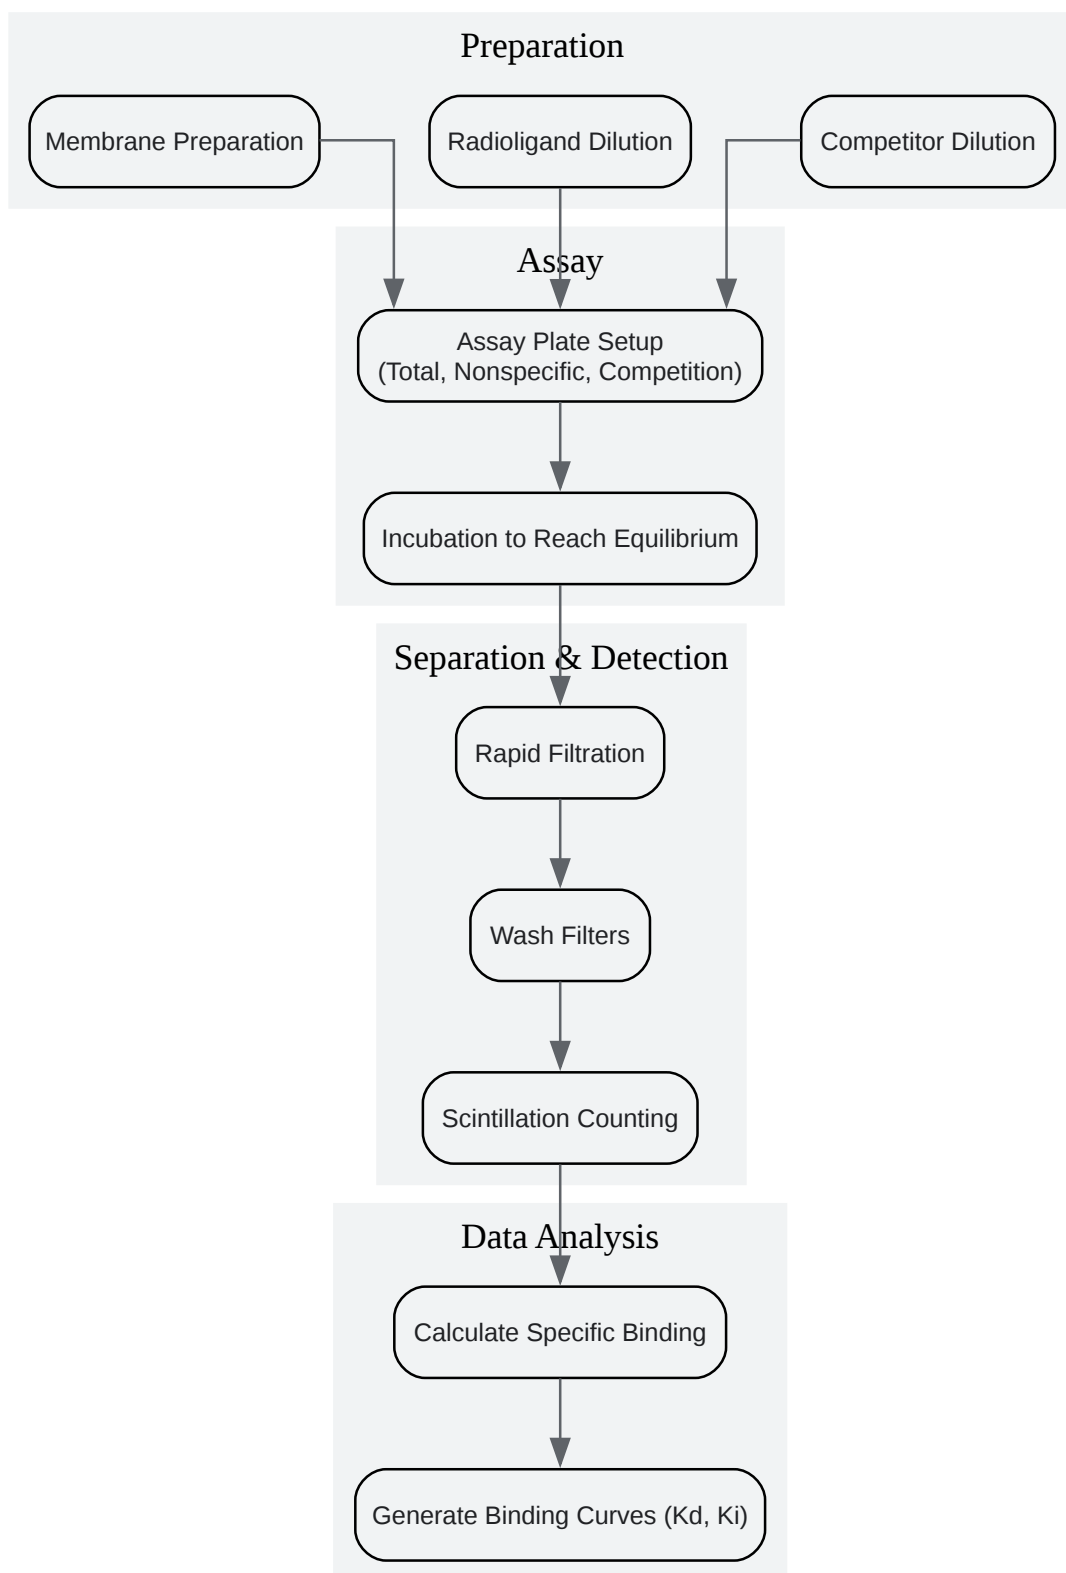 Preparation
Membrane Preparation
Radioligand Dilution
Competitor Dilution
Assay
Assay Plate Setup
(Total, Nonspecific, Competition)
Incubation to Reach Equilibrium
Separation & Detection
Rapid Filtration
Wash Filters
Scintillation Counting
Data Analysis
Calculate Specific Binding
Generate Binding Curves (Kd, Ki)